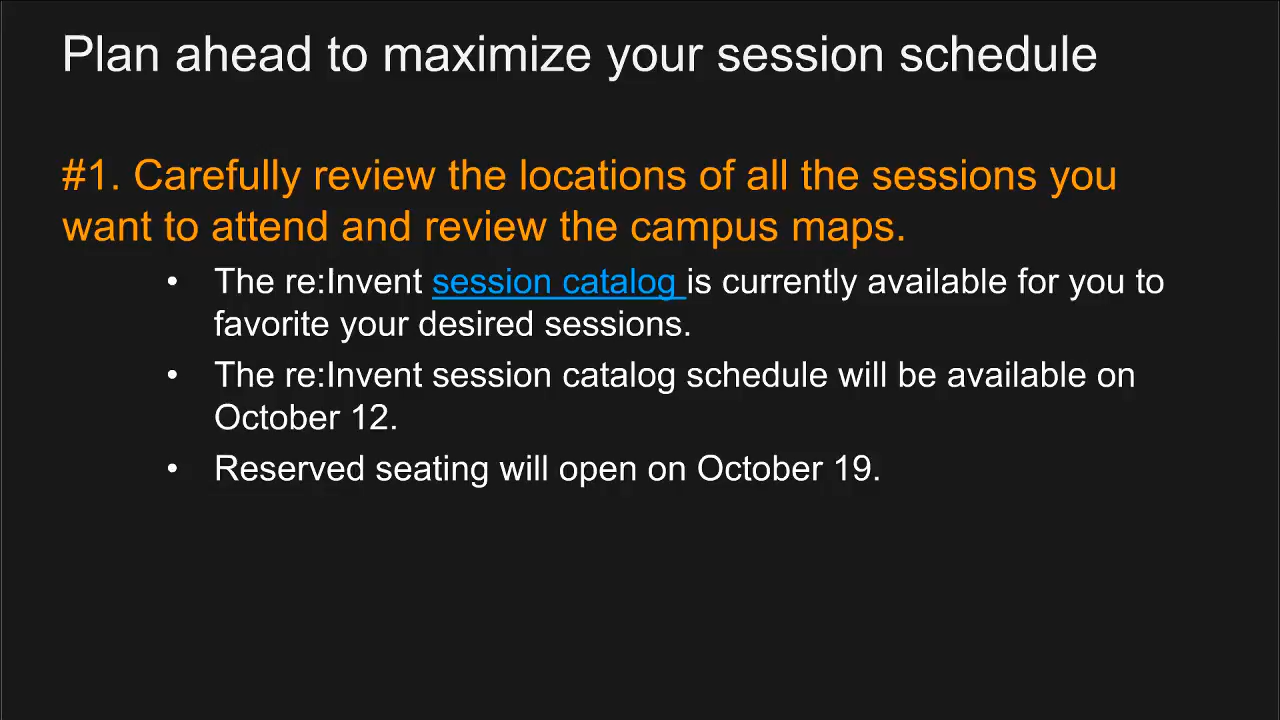 Plan ahead to maximize your session schedule
#1. Carefully review the locations of all the sessions you
want to attend and review the campus maps.
• The re:Invent session catalog is currently available for you to
favorite your desired sessions.
• The re:Invent session catalog schedule will be available on
October 12.
• Reserved seating will open on October 19.